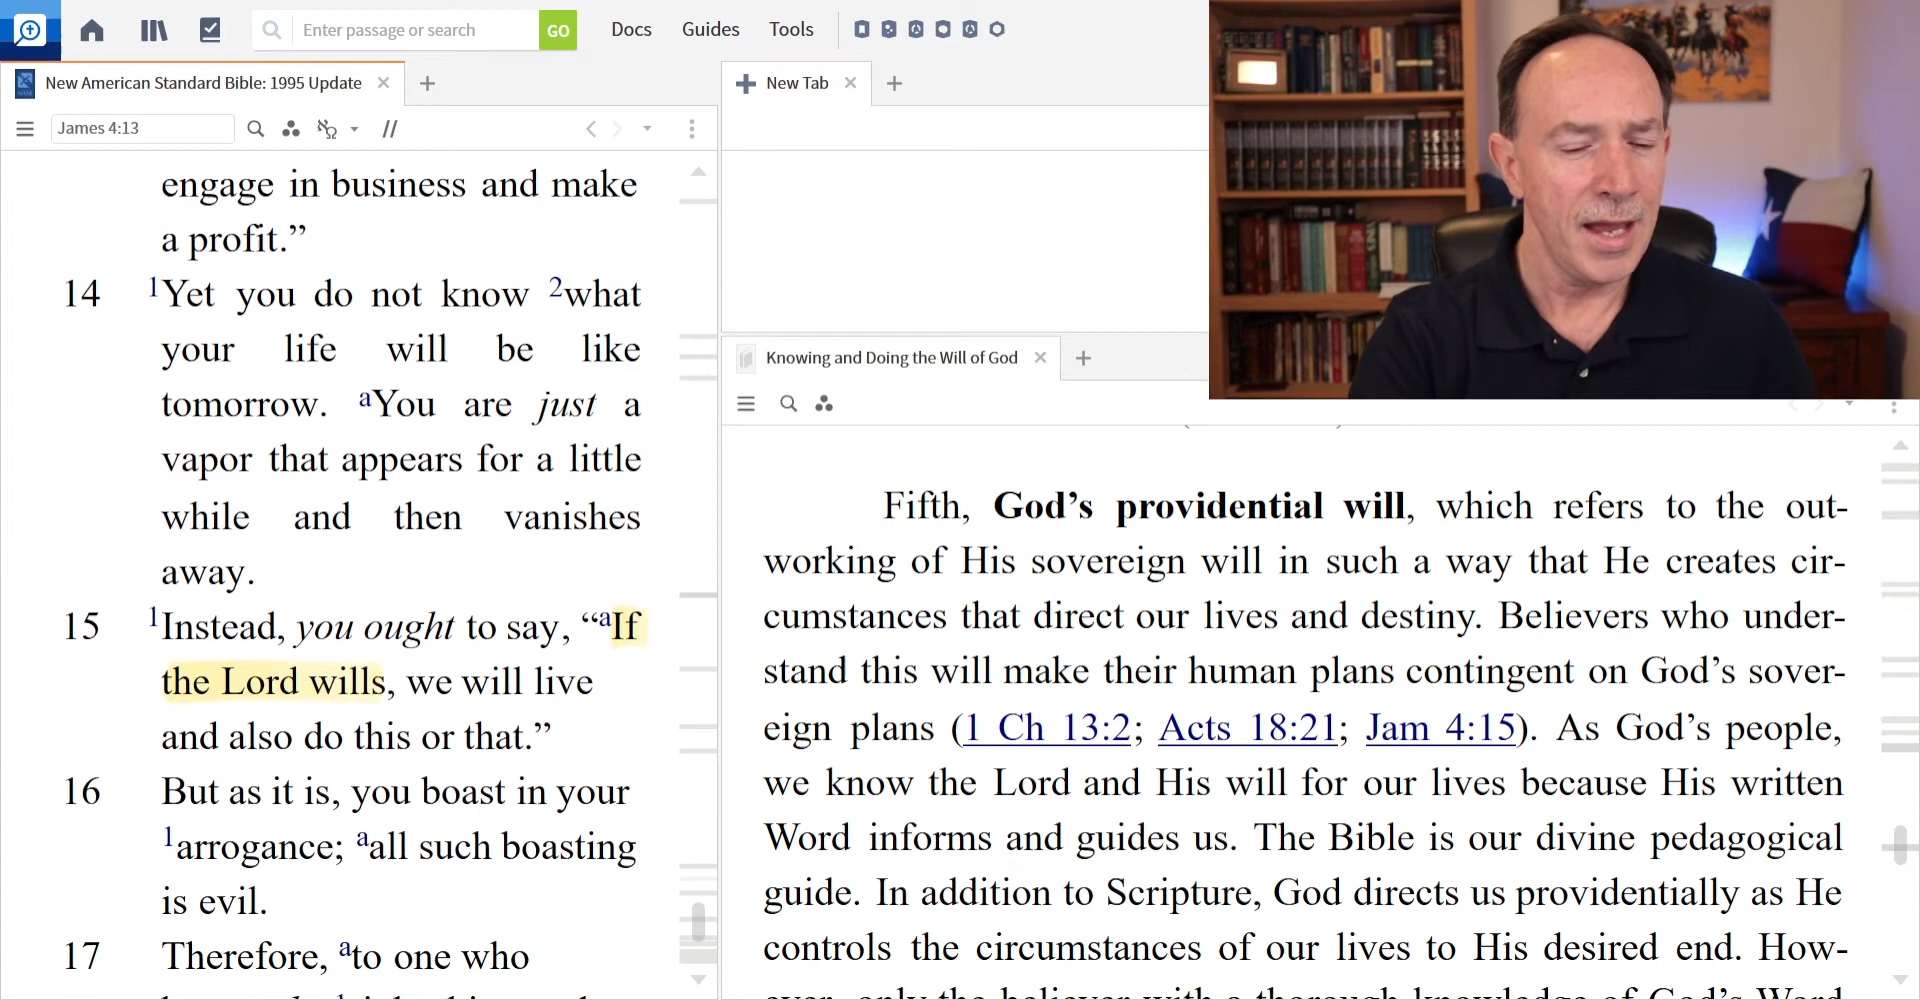 Enter passage or search
GO
Docs
Guides
Tools
New American Standard Bible: 1995 Update
New Tab
James 4:13
engage in business and make
a profit.”
14 1Yet you do not know 2what
your life will be like
tomorrow. aYou are just a
vapor that appears for a little
while and then vanishes
away.
15 1Instead, you ought to say, “aIf
the Lord wills, we will live
and also do this or that.”
16 But as it is, you boast in your
1arrogance; aall such boasting
is evil.
17 Therefore, ato one who
Knowing and Doing the Will of God
Fifth, God’s providential will, which refers to the out-
working of His sovereign will in such a way that He creates cir-
cumstances that direct our lives and destiny. Believers who under-
stand this will make their human plans contingent on God’s sover-
eign plans (1 Ch 13:2; Acts 18:21; Jam 4:15). As God’s people,
we know the Lord and His will for our lives because His written
Word informs and guides us. The Bible is our divine pedagogical
guide. In addition to Scripture, God directs us providentially as He
controls the circumstances of our lives to His desired end. How-
ever, only the believer with a thorough knowledge of God’s Word